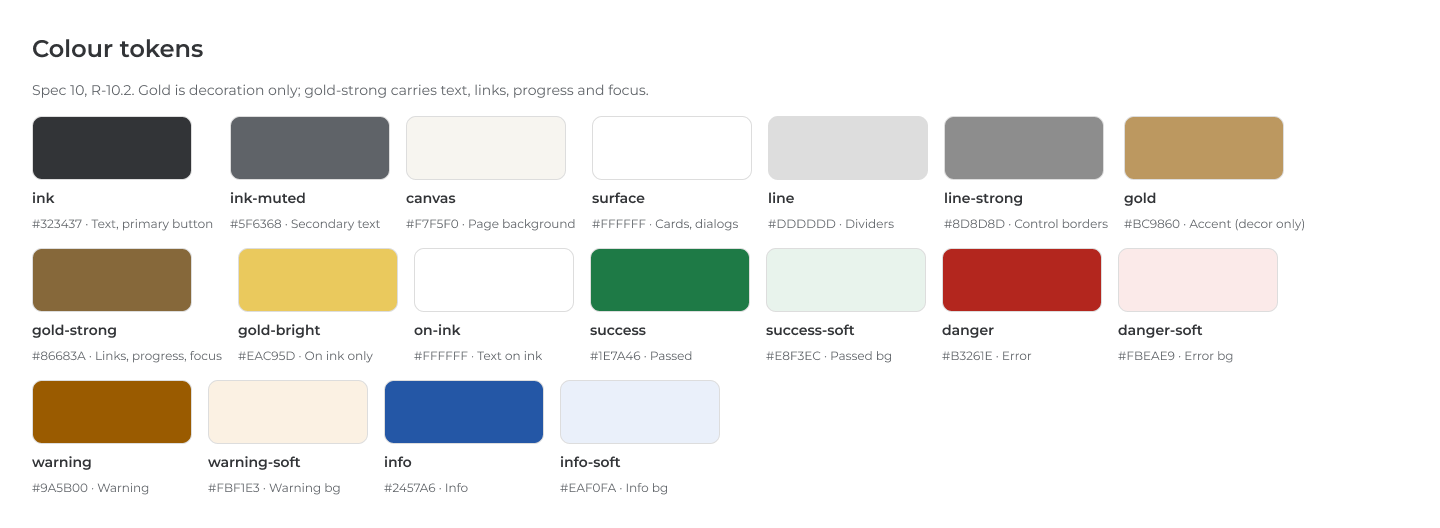 Colour tokens
Spec 10, R-10.2. Gold is decoration only; gold-strong carries text, links, progress and focus.
ink ink-muted canvas surface line line-strong gold
#323437 · Text, primary button #5F6368 · Secondary text #F7F5F0 · Page background #FFFFFF · Cards, dialogs #DDDDDD · Dividers #8D8D8D · Control borders #BC9860 · Accent (decor only)
gold-strong gold-bright on-ink success success-soft danger danger-soft
#86683A · Links, progress, focus #EAC95D · On ink only #FFFFFF · Text on ink #1E7A46 · Passed #E8F3EC · Passed bg #B3261E · Error #FBEAE9 · Error bg
warning warning-soft info info-soft
#9A5B00 · Warning #FBF1E3 · Warning bg #2457A6 · Info #EAF0FA · Info bg